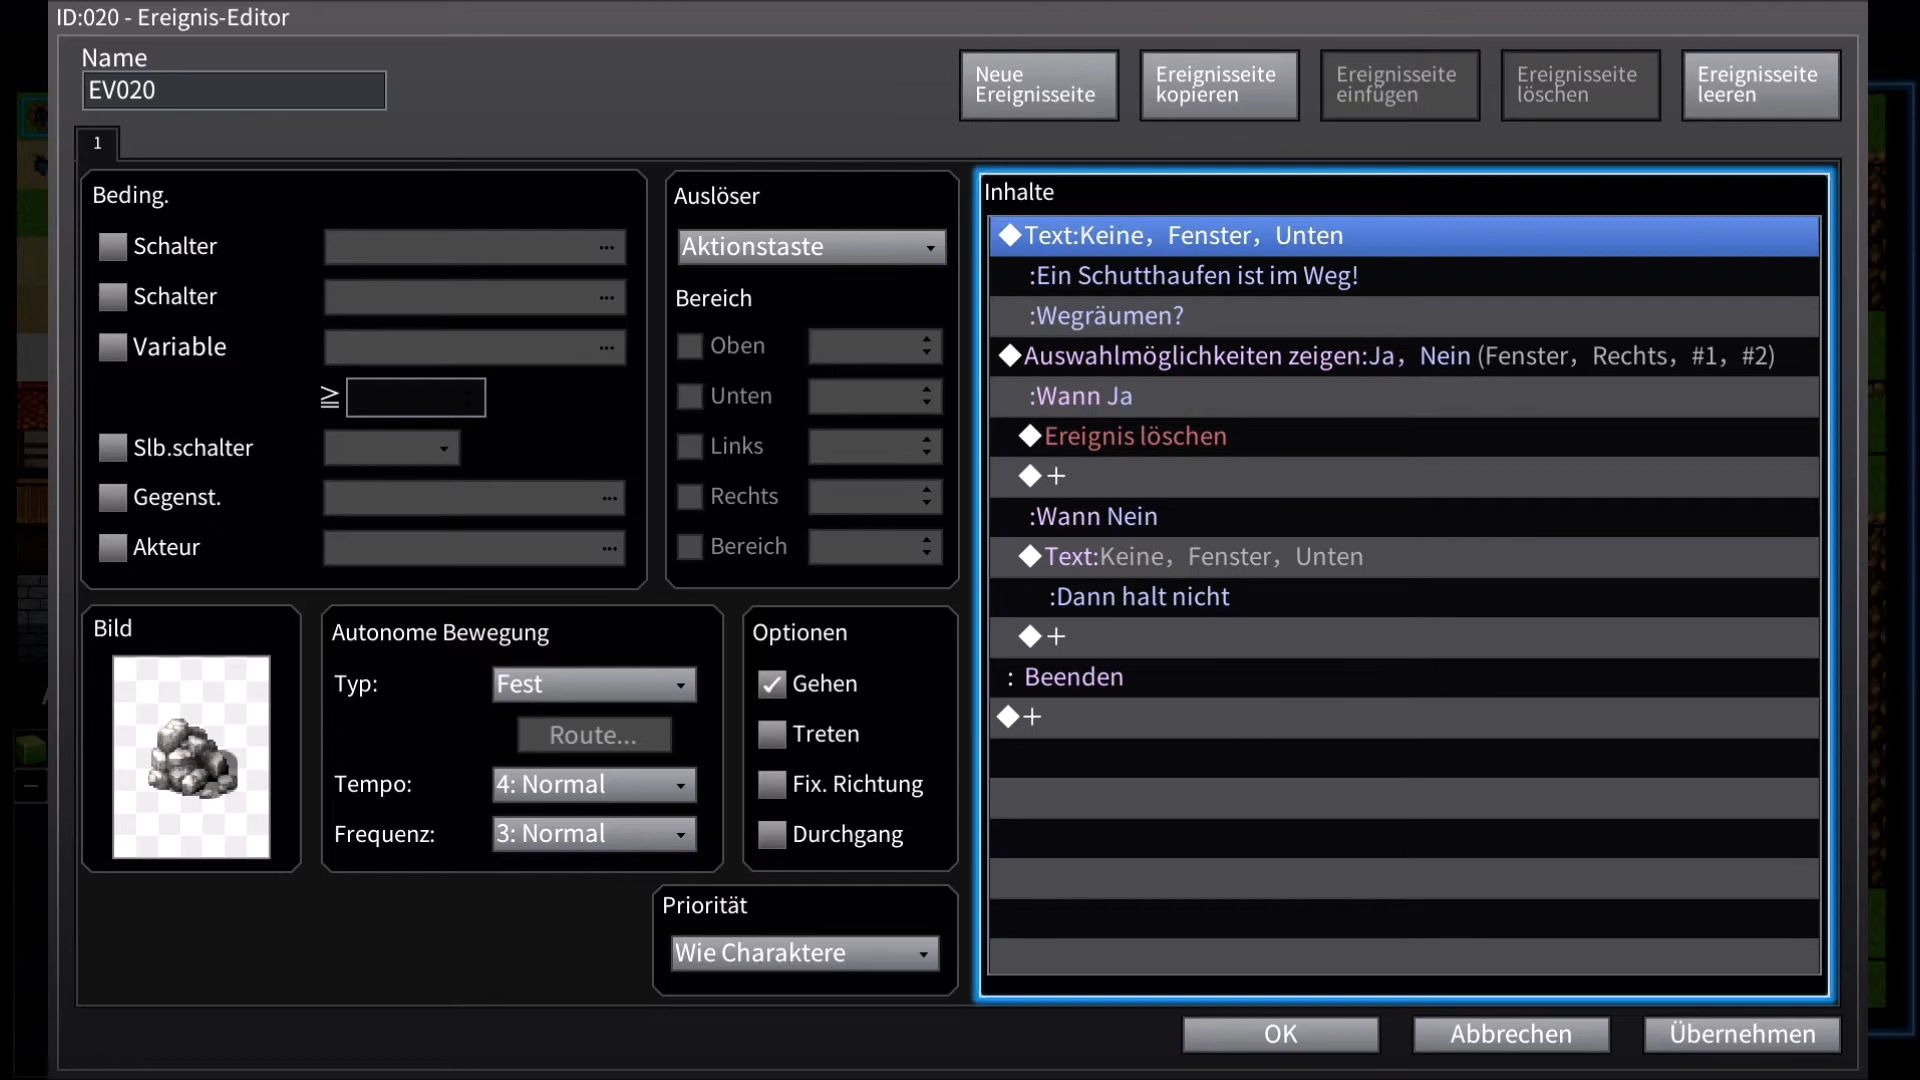 ID:020 - Ereignis-Editor
Name
EV020
Neue
Ereignisseite
Ereignisseite
kopieren
Ereignisseite
einfügen
Ereignisseite
löschen
Ereignisseite
leeren
1
Beding.
Schalter ...
Schalter ...
Variable ...
≧
Slb.schalter
Gegenst. ...
Akteur ...
Auslöser
Aktionstaste
Bereich
Oben
Unten
Links
Rechts
Bereich
Inhalte
◆Text:Keine, Fenster, Unten
:Ein Schutthaufen ist im Weg!
:Wegräumen?
◆Auswahlmöglichkeiten zeigen:Ja, Nein (Fenster, Rechts, #1, #2)
:Wann Ja
◆Ereignis löschen
◆+
:Wann Nein
◆Text:Keine, Fenster, Unten
:Dann halt nicht
◆+
: Beenden
◆+
Bild
Autonome Bewegung
Typ: Fest
Route...
Tempo: 4: Normal
Frequenz: 3: Normal
Optionen
Gehen
Treten
Fix. Richtung
Durchgang
Priorität
Wie Charaktere
OK
Abbrechen
Übernehmen